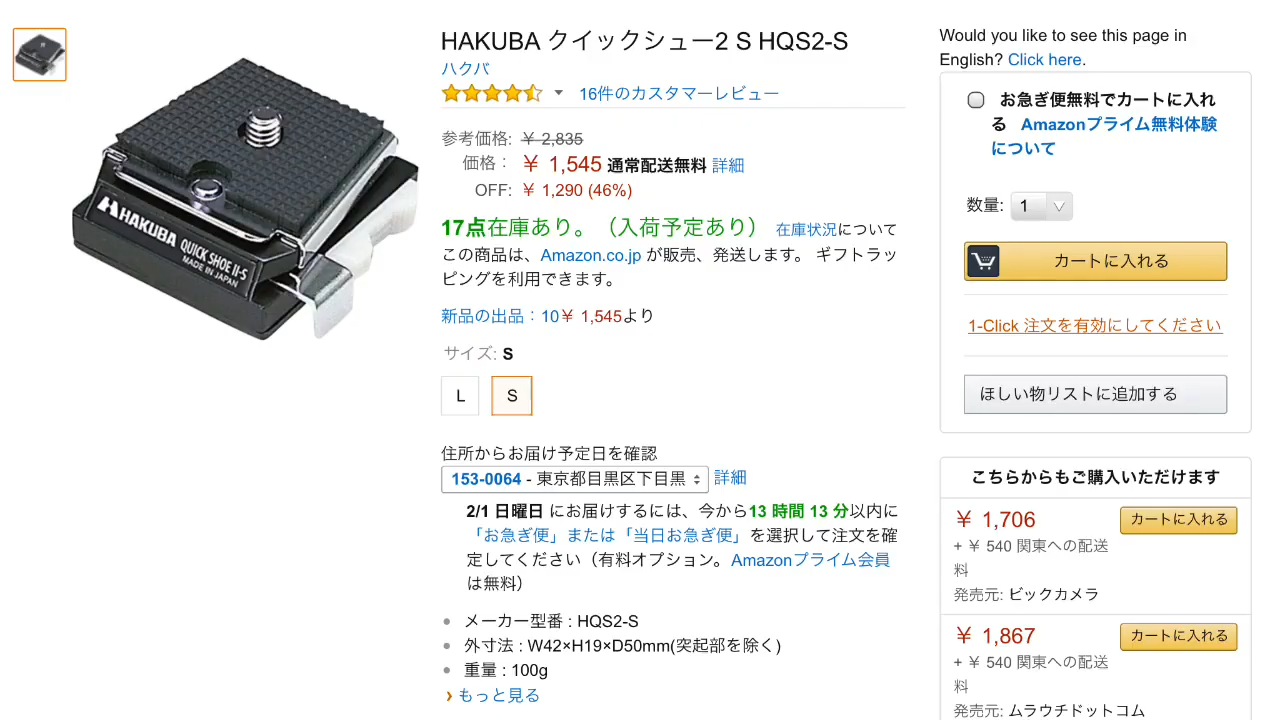 HAKUBA クイックシュー2 S HQS2-S
ハクバ
16件のカスタマーレビュー
参考価格: ￥ 2,835
価格： ￥ 1,545 通常配送無料 詳細
OFF: ￥ 1,290 (46%)
17点在庫あり。（入荷予定あり） 在庫状況について
この商品は、Amazon.co.jp が販売、発送します。 ギフトラッ
ピングを利用できます。
新品の出品：10￥ 1,545より
サイズ: S
L S
住所からお届け予定日を確認
153-0064 - 東京都目黒区下目黒 詳細
2/1 日曜日 にお届けするには、今から13 時間 13 分以内に
「お急ぎ便」または「当日お急ぎ便」を選択して注文を確
定してください（有料オプション。Amazonプライム会員
は無料）
メーカー型番 : HQS2-S
外寸法 : W42×H19×D50mm(突起部を除く)
重量 : 100g
› もっと見る
HAKUBA QUICK SHOE II-S
MADE IN JAPAN
Would you like to see this page in
English? Click here.
お急ぎ便無料でカートに入れ
る Amazonプライム無料体験
について
数量: 1
カートに入れる
1-Click 注文を有効にしてください
ほしい物リストに追加する
こちらからもご購入いただけます
￥ 1,706 カートに入れる
+ ￥ 540 関東への配送
料
発売元: ビックカメラ
￥ 1,867 カートに入れる
+ ￥ 540 関東への配送
料
発売元: ムラウチドットコム